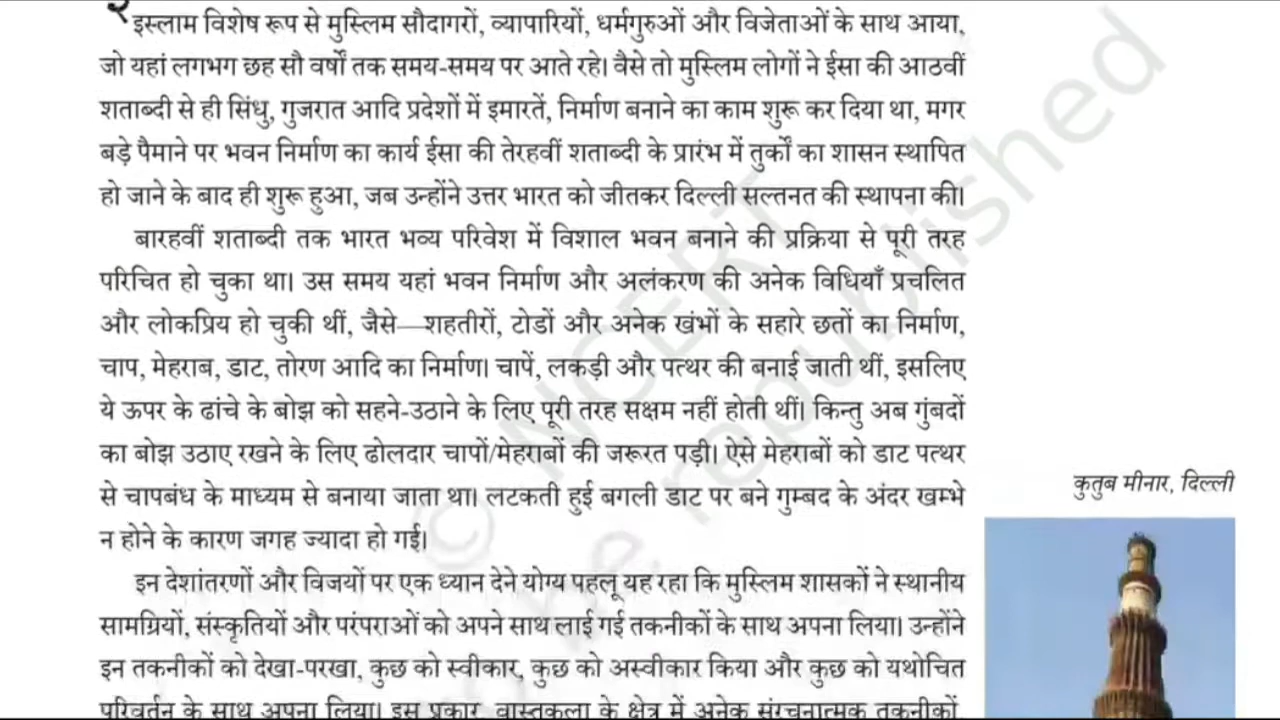 इस्लाम विशेष रूप से मुस्लिम सौदागरों, व्यापारियों, धर्मगुरुओं और विजेताओं के साथ आया,
जो यहां लगभग छह सौ वर्षों तक समय-समय पर आते रहे। वैसे तो मुस्लिम लोगों ने ईसा की आठवीं
शताब्दी से ही सिंधु, गुजरात आदि प्रदेशों में इमारतें, निर्माण बनाने का काम शुरू कर दिया था, मगर
बड़े पैमाने पर भवन निर्माण का कार्य ईसा की तेरहवीं शताब्दी के प्रारंभ में तुर्कों का शासन स्थापित
हो जाने के बाद ही शुरू हुआ, जब उन्होंने उत्तर भारत को जीतकर दिल्ली सल्तनत की स्थापना की।
बारहवीं शताब्दी तक भारत भव्य परिवेश में विशाल भवन बनाने की प्रक्रिया से पूरी तरह
परिचित हो चुका था। उस समय यहां भवन निर्माण और अलंकरण की अनेक विधियाँ प्रचलित
और लोकप्रिय हो चुकी थीं, जैसे—शहतीरों, टोडों और अनेक खंभों के सहारे छतों का निर्माण,
चाप, मेहराब, डाट, तोरण आदि का निर्माण। चापें, लकड़ी और पत्थर की बनाई जाती थीं, इसलिए
ये ऊपर के ढांचे के बोझ को सहने-उठाने के लिए पूरी तरह सक्षम नहीं होती थीं। किन्तु अब गुंबदों
का बोझ उठाए रखने के लिए ढोलदार चापों/मेहराबों की जरूरत पड़ी। ऐसे मेहराबों को डाट पत्थर
से चापबंध के माध्यम से बनाया जाता था। लटकती हुई बगली डाट पर बने गुम्बद के अंदर खम्भे
न होने के कारण जगह ज्यादा हो गई।
इन देशांतरणों और विजयों पर एक ध्यान देने योग्य पहलू यह रहा कि मुस्लिम शासकों ने स्थानीय
सामग्रियों, संस्कृतियों और परंपराओं को अपने साथ लाई गई तकनीकों के साथ अपना लिया। उन्होंने
इन तकनीकों को देखा-परखा, कुछ को स्वीकार, कुछ को अस्वीकार किया और कुछ को यथोचित
परिवर्तन के साथ अपना लिया। इस प्रकार, वास्तुकला के क्षेत्र में अनेक संरचनात्मक तकनीकों,
कुतुब मीनार, दिल्ली
© NCERT
be republished